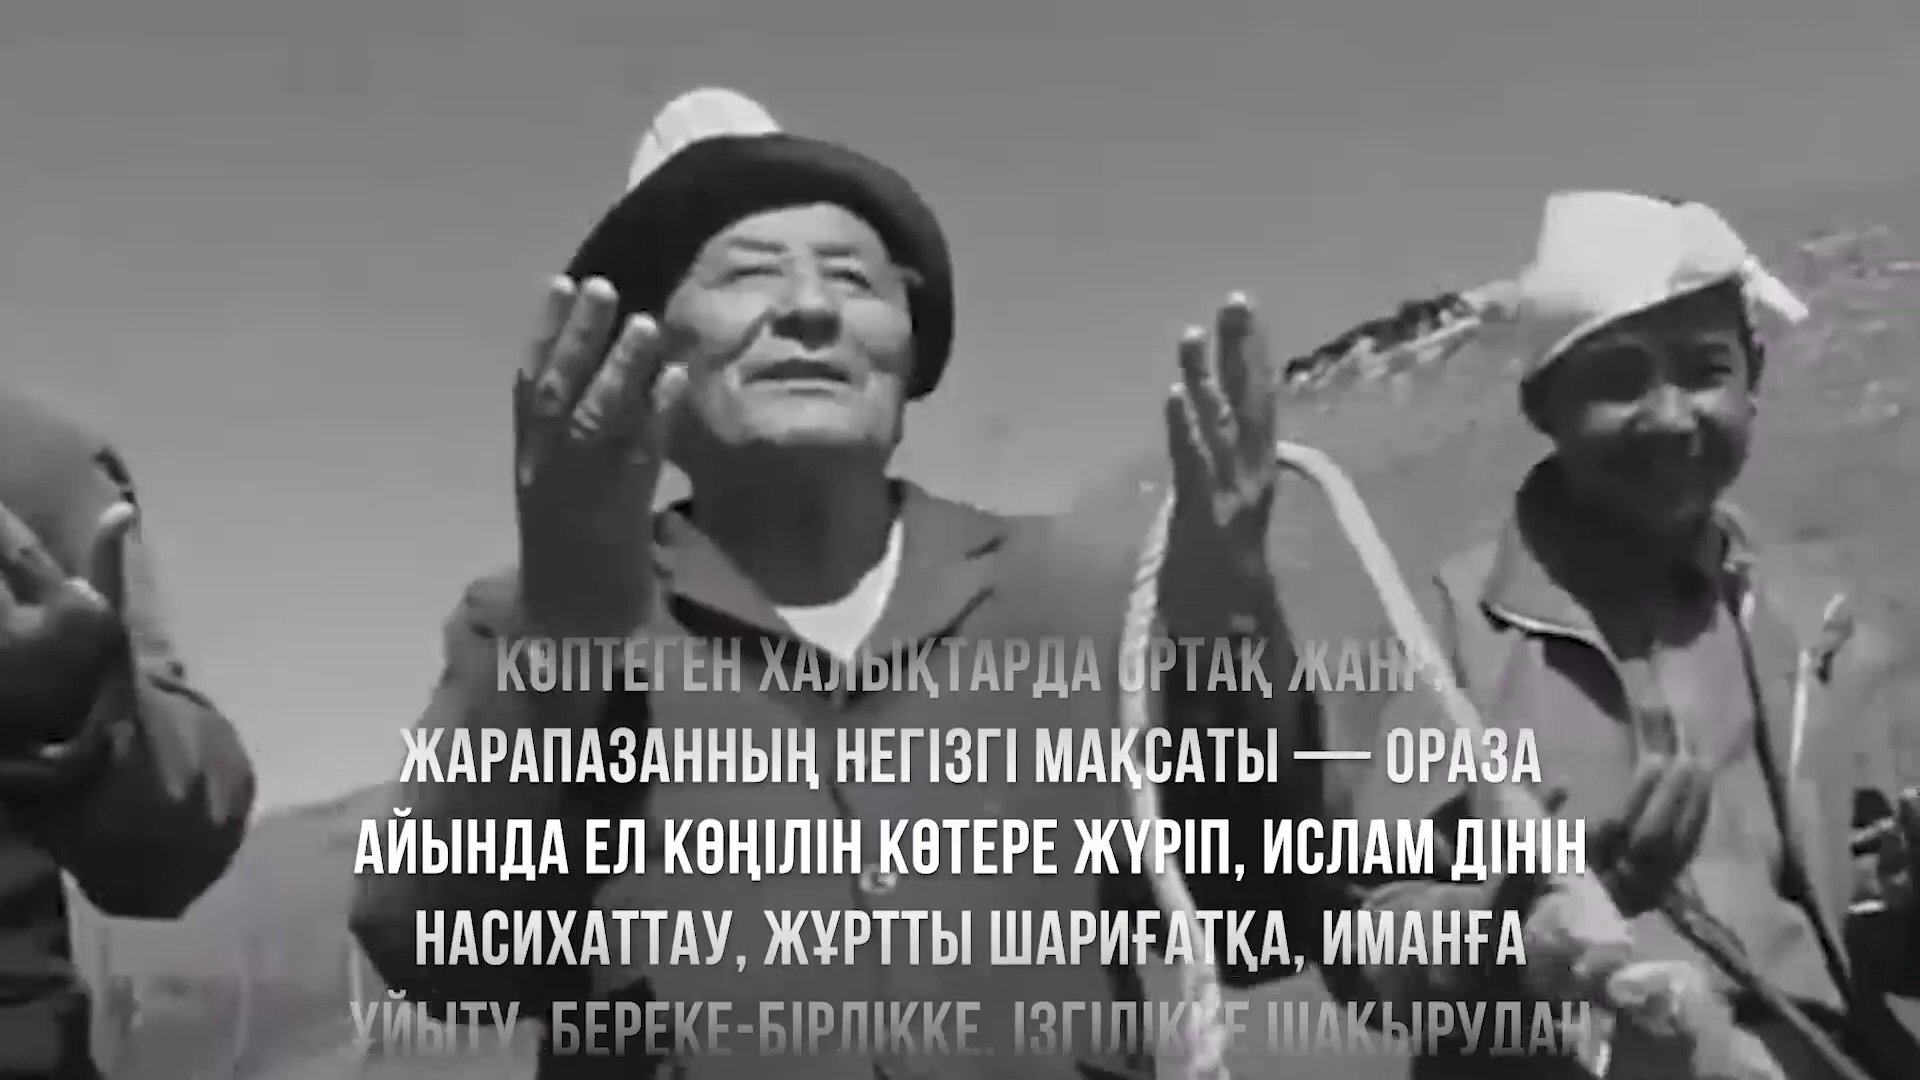 КӨПТЕГЕН ХАЛЫҚТАРДА ОРТАҚ ЖАНР.
ЖАРАПАЗАННЫҢ НЕГІЗГІ МАҚСАТЫ — ОРАЗА
АЙЫНДА ЕЛ КӨҢІЛІН КӨТЕРЕ ЖҮРІП, ИСЛАМ ДІНІН
НАСИХАТТАУ, ЖҰРТТЫ ШАРИҒАТҚА, ИМАНҒА
ҰЙЫТУ, БЕРЕКЕ-БІРЛІККЕ, ІЗГІЛІККЕ ШАҚЫРУДАН